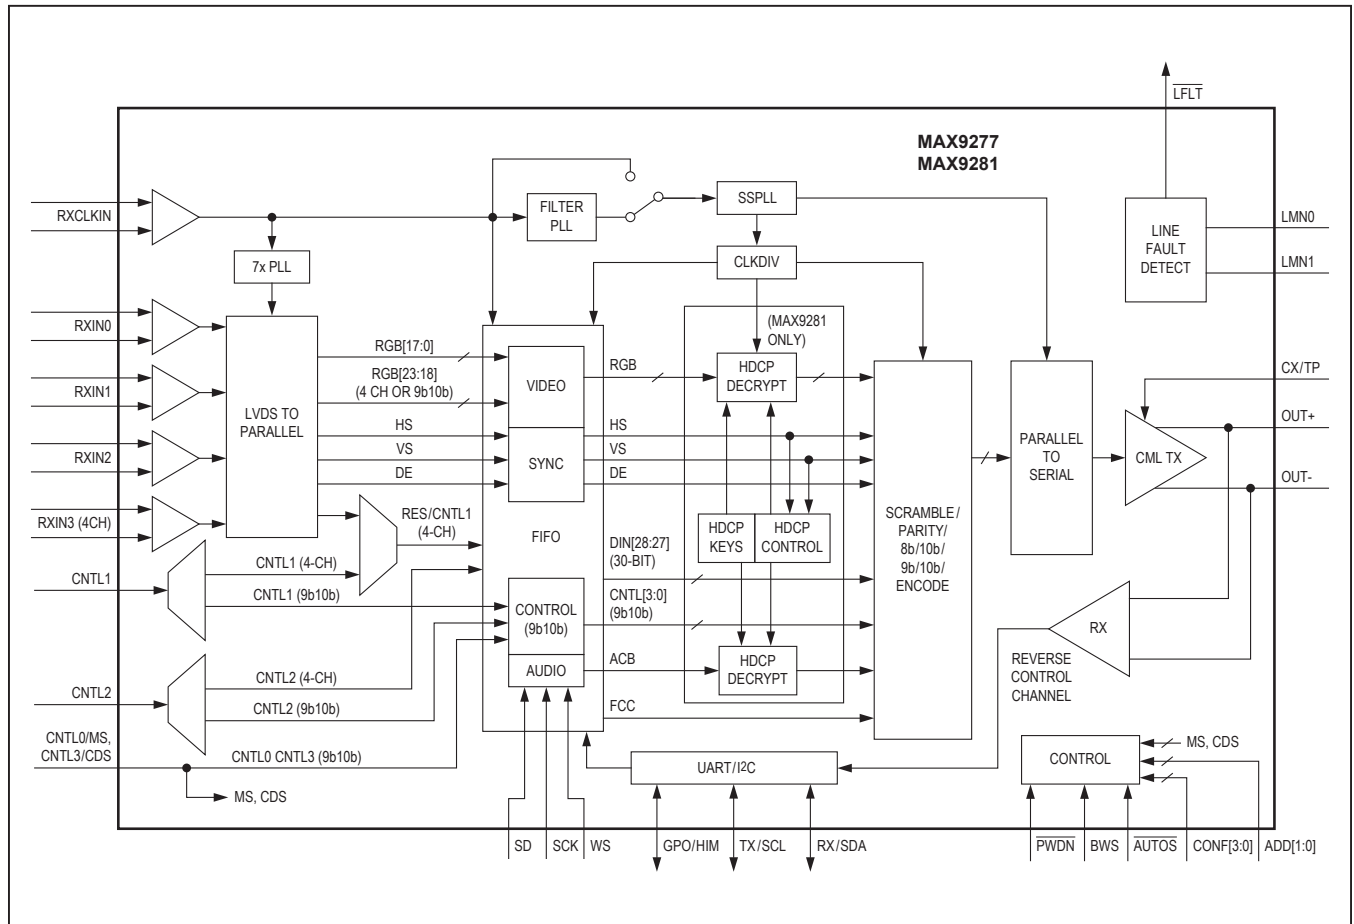 LFLT
MAX9277
MAX9281
RXCLKIN
FILTER
PLL
SSPLL
LINE
FAULT
DETECT
LMN0
LMN1
7x PLL
CLKDIV
RXIN0
RXIN1
RXIN2
RXIN3 (4CH)
LVDS TO
PARALLEL
RGB[17:0]
RGB[23:18]
(4 CH OR 9b10b)
HS
VS
DE
RES/CNTL1
(4-CH)
VIDEO
SYNC
FIFO
CONTROL
(9b10b)
AUDIO
RGB
HS
VS
DE
DIN[28:27]
(30-BIT)
CNTL[3:0]
(9b10b)
ACB
FCC
(MAX9281
ONLY)
HDCP
DECRYPT
HDCP
KEYS
HDCP
CONTROL
HDCP
DECRYPT
SCRAMBLE/
PARITY/
8b/10b/
9b/10b/
ENCODE
PARALLEL
TO
SERIAL
CML TX
CX/TP
OUT+
OUT-
RX
REVERSE
CONTROL
CHANNEL
CNTL1
CNTL1 (4-CH)
CNTL1 (9b10b)
CNTL2
CNTL2 (4-CH)
CNTL2 (9b10b)
CNTL0/MS,
CNTL3/CDS
CNTL0 CNTL3 (9b10b)
MS, CDS
UART/I2C
CONTROL
MS, CDS
SD
SCK
WS
GPO/HIM
TX/SCL
RX/SDA
PWDN
BWS
AUTOS
CONF[3:0]
ADD[1:0]